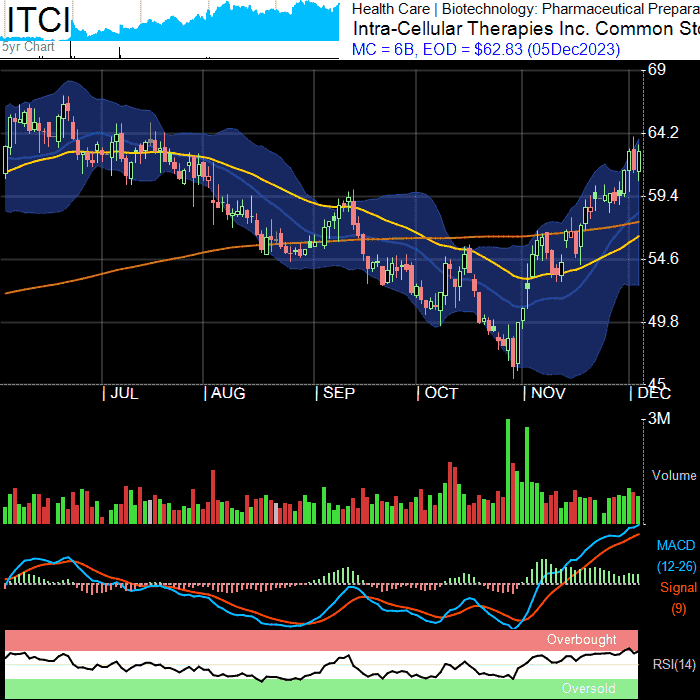 ITCI
5yr Chart
Health Care | Biotechnology: Pharmaceutical Prepara
Intra-Cellular Therapies Inc. Common Sto
MC = 6B, EOD = $62.83 (05Dec2023)
69
64.2
59.4
54.6
49.8
45
| JUL | AUG | SEP | OCT | NOV | DEC
3M
Volume
MACD
(12-26)
Signal
(9)
Overbought
RSI(14)
Oversold